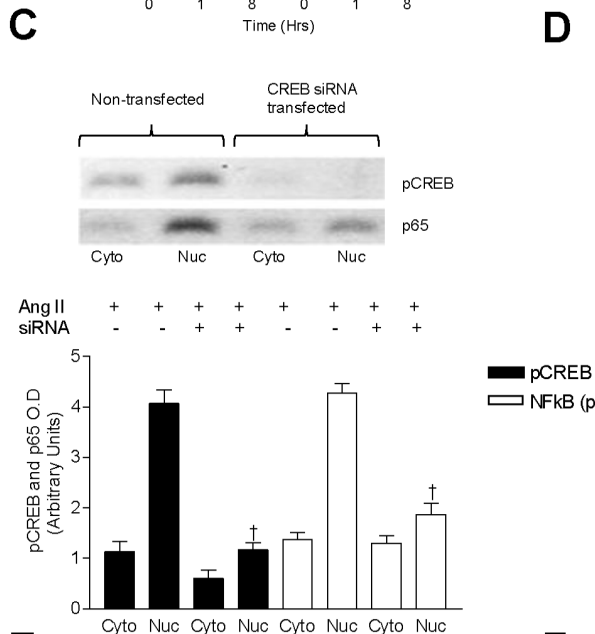 0 1 8 0 1 8
Time (Hrs)
C
D
Non-transfected
CREB siRNA
transfected
pCREB
p65
Cyto Nuc Cyto Nuc
Ang II + + + + + + + +
siRNA - - + + - - + +
pCREB and p65 O.D
(Arbitrary Units)
5
4
3
2
1
0
† †
pCREB
NFkB (p
Cyto Nuc Cyto Nuc Cyto Nuc Cyto Nuc